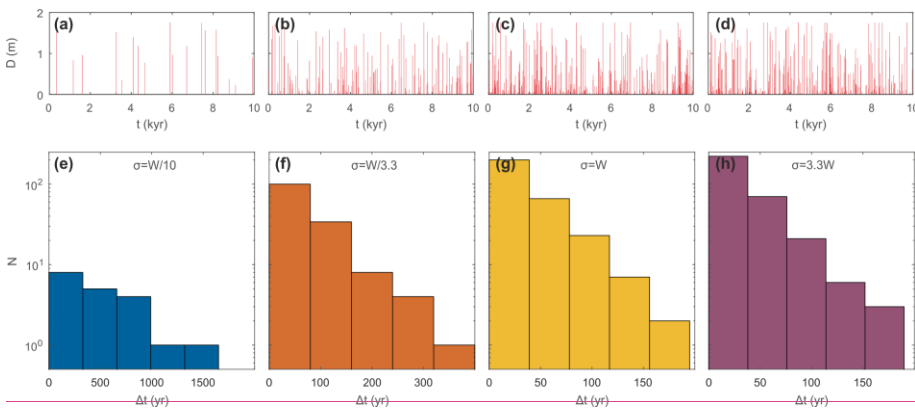 (a) (b) (c) (d)
D (m)
2
1
0
0 2 4 6 8 10 0 2 4 6 8 10 0 2 4 6 8 10 0 2 4 6 8 10
t (kyr) t (kyr) t (kyr) t (kyr)
(e) σ=W/10 (f) σ=W/3.3 (g) σ=W (h) σ=3.3W
N
10²
10¹
10⁰
0 500 1000 1500 0 100 200 300 0 50 100 150 0 50 100 150
Δt (yr) Δt (yr) Δt (yr) Δt (yr)